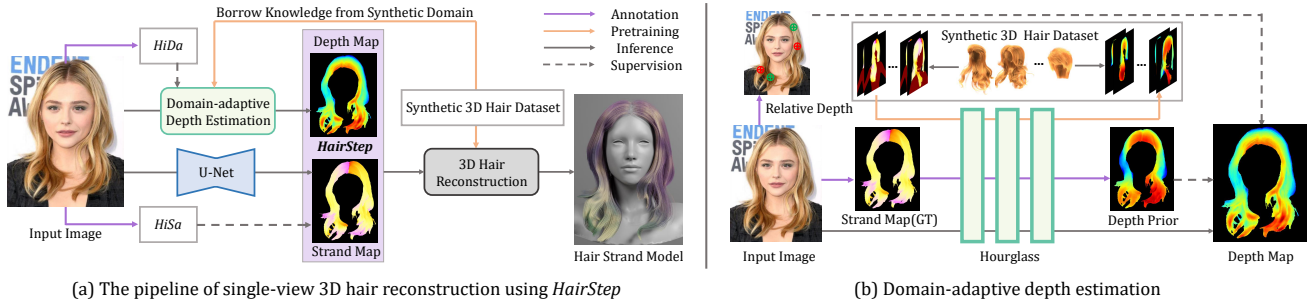 Borrow Knowledge from Synthetic Domain
HiDa
Depth Map
Annotation
Pretraining
Inference
Supervision
ENDENT
Domain-adaptive
Depth Estimation
Synthetic 3D Hair Dataset
HairStep
U-Net
3D Hair
Reconstruction
Input Image
HiSa
Strand Map
Hair Strand Model
(a) The pipeline of single-view 3D hair reconstruction using HairStep
ENDENT
Synthetic 3D Hair Dataset
...
...
...
Relative Depth
ENDENT
Strand Map(GT)
Depth Prior
Input Image
Hourglass
Depth Map
(b) Domain-adaptive depth estimation